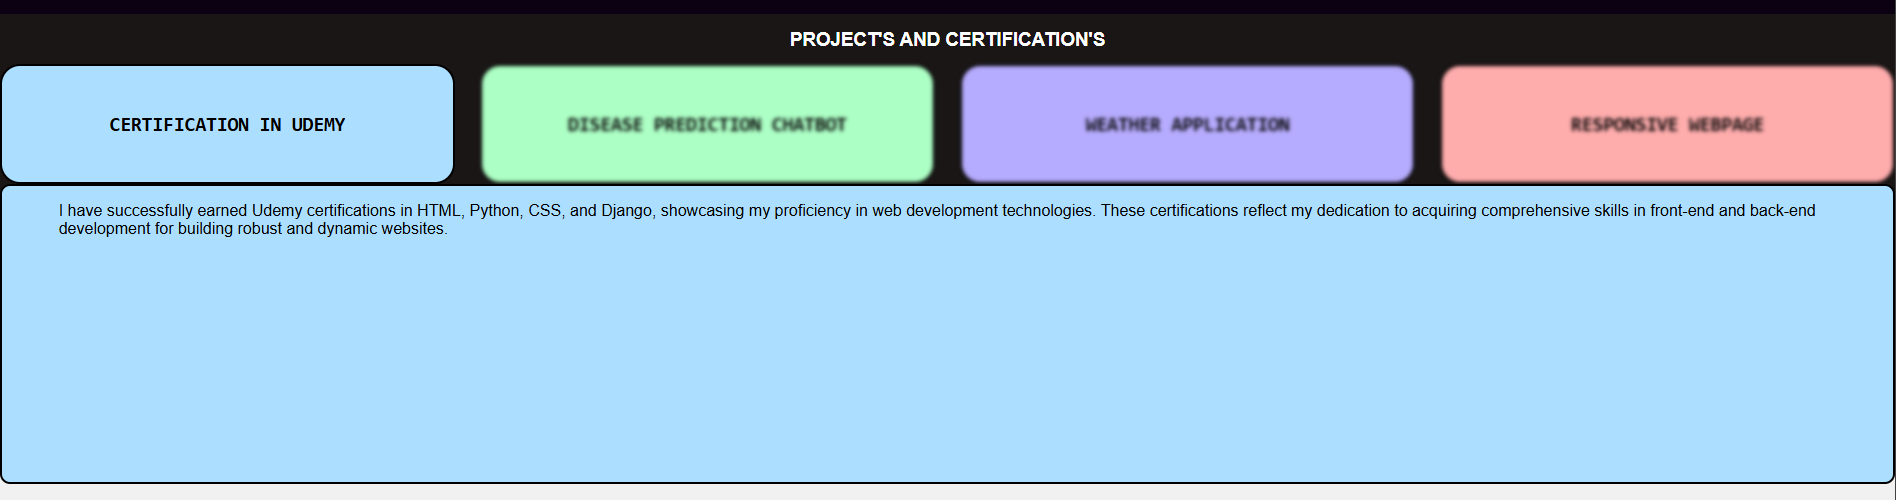 PROJECT'S AND CERTIFICATION'S
CERTIFICATION IN UDEMY
DISEASE PREDICTION CHATBOT
WEATHER APPLICATION
RESPONSIVE WEBPAGE
I have successfully earned Udemy certifications in HTML, Python, CSS, and Django, showcasing my proficiency in web development technologies. These certifications reflect my dedication to acquiring comprehensive skills in front-end and back-end
development for building robust and dynamic websites.